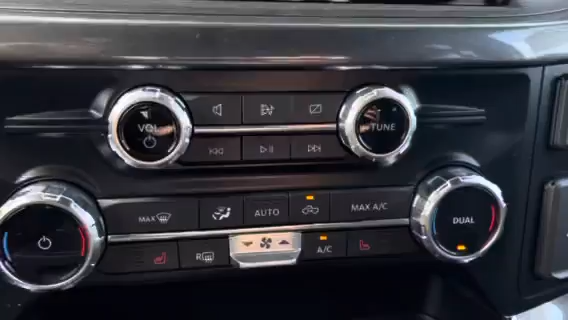 VOL
TUNE
MAX
AUTO
MAX A/C
DUAL
R
A/C